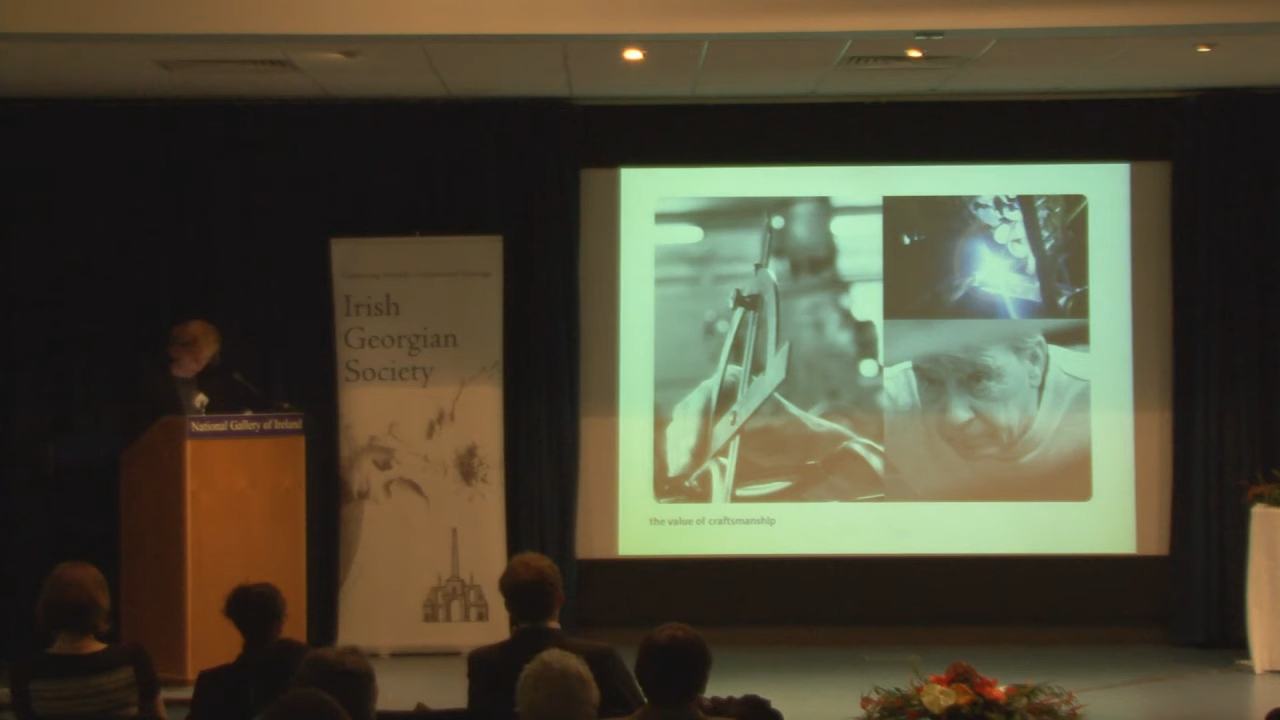 Irish
Georgian
Society
National Gallery of Ireland
the value of craftsmanship